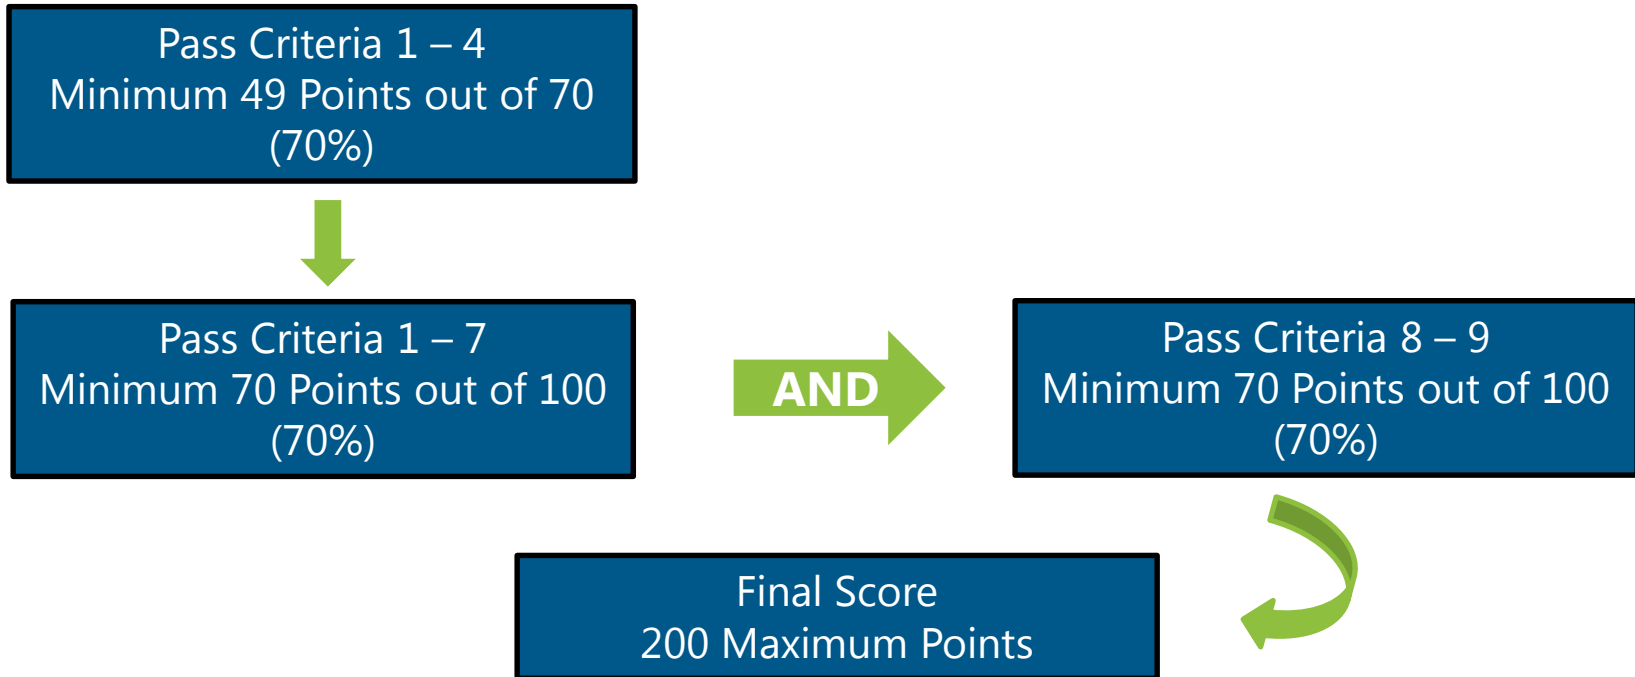 Pass Criteria 1 – 4
Minimum 49 Points out of 70
(70%)
Pass Criteria 1 – 7
Minimum 70 Points out of 100
(70%)
AND
Pass Criteria 8 – 9
Minimum 70 Points out of 100
(70%)
Final Score
200 Maximum Points